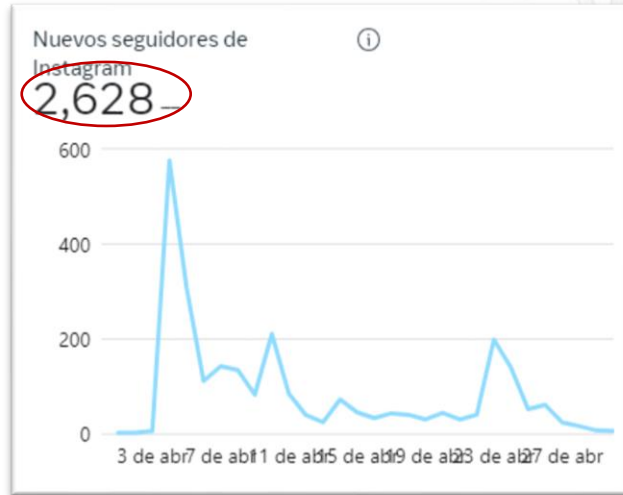 Nuevos seguidores de
Instagram
2,628 --
600
400
200
0
3 de abr 7 de abr 11 de abr 15 de abr 19 de abr 23 de abr 27 de abr